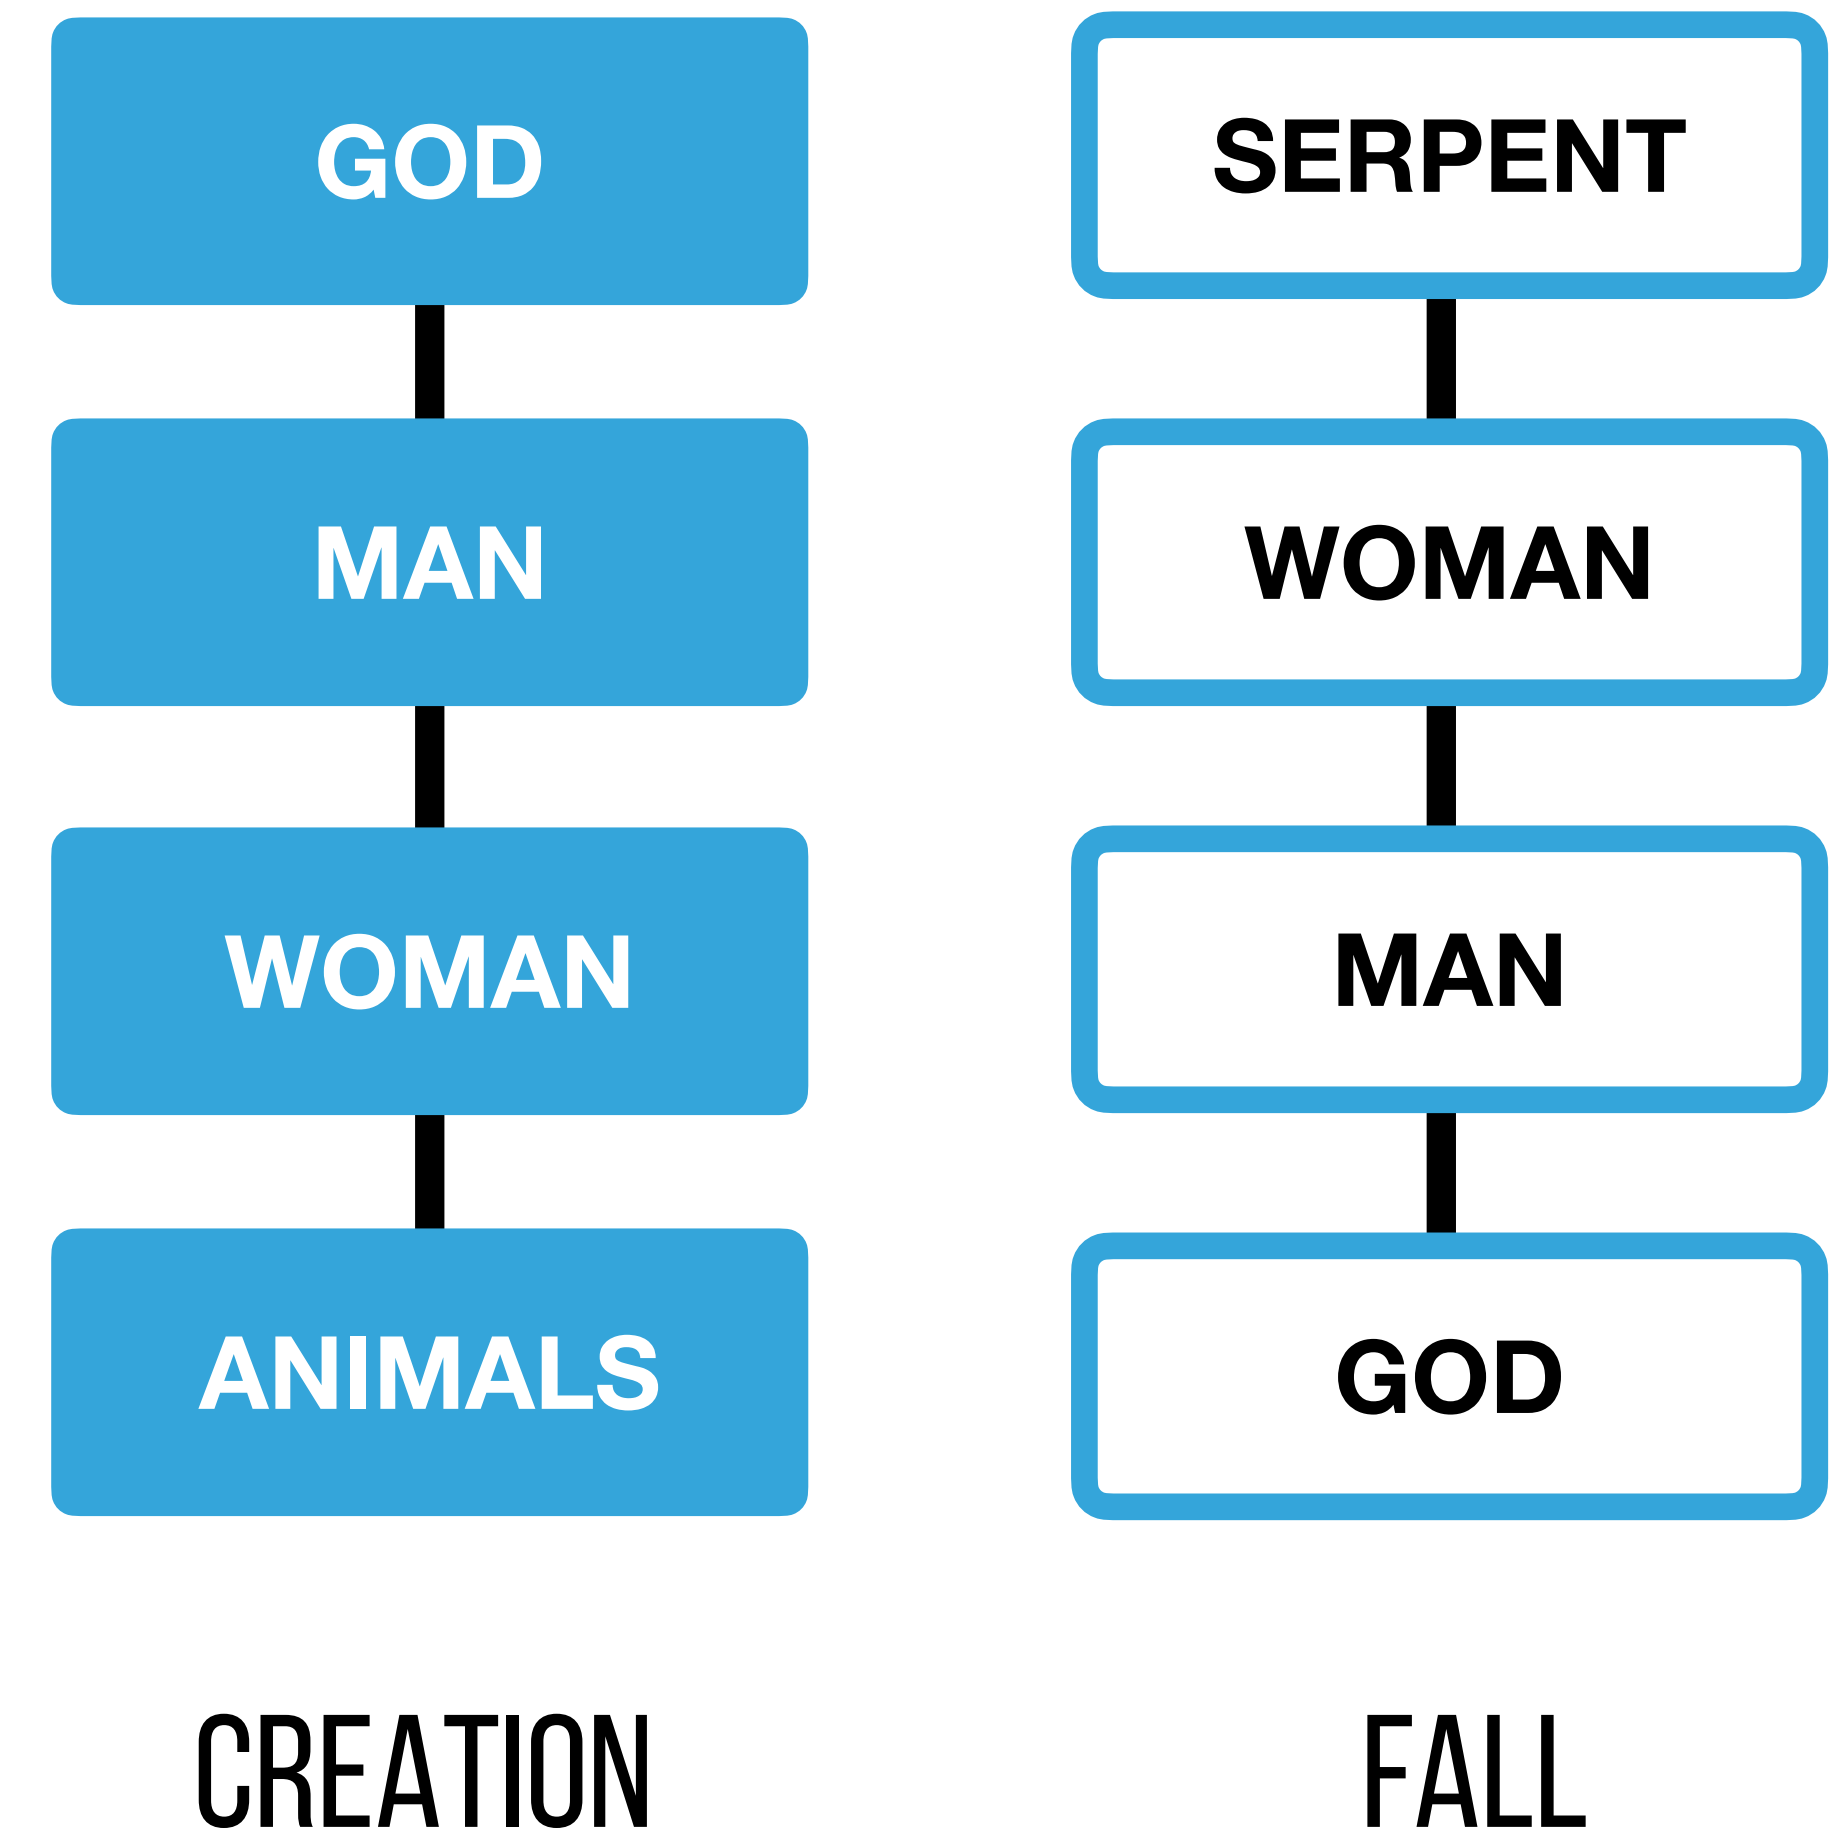 GOD
MAN
WOMAN
ANIMALS
CREATION
SERPENT
WOMAN
MAN
GOD
FALL